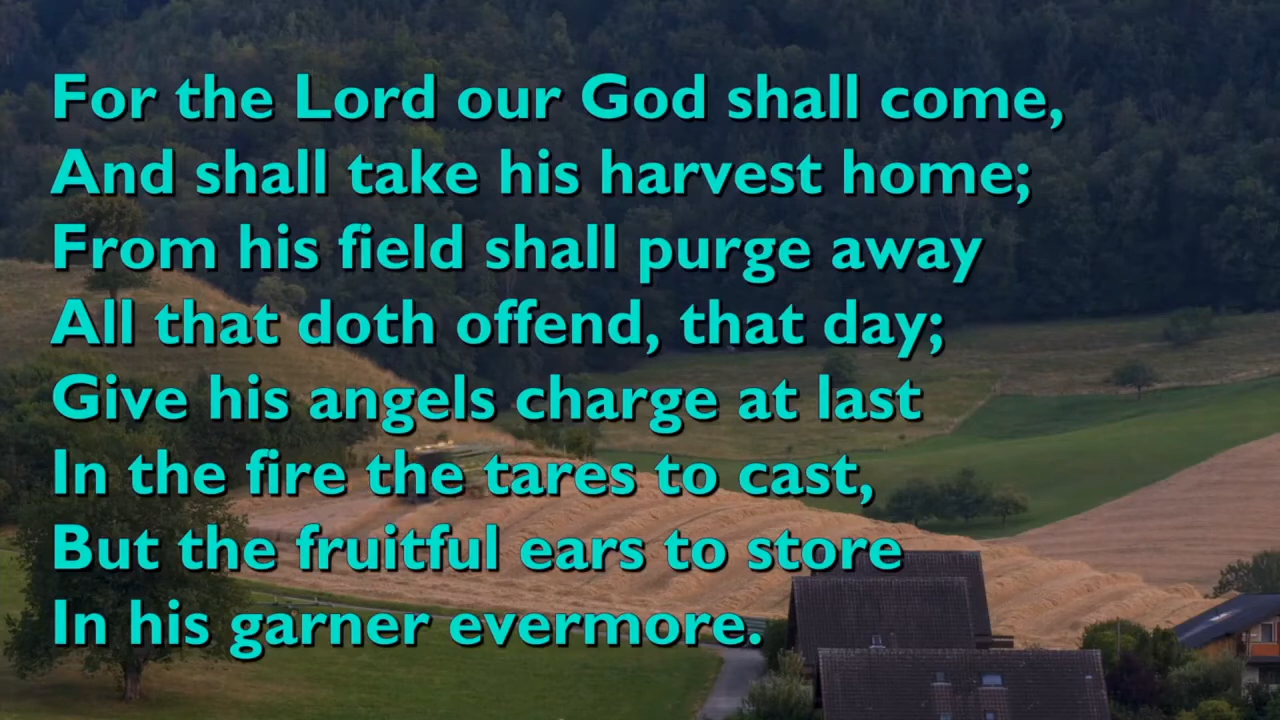 For the Lord our God shall come,
And shall take his harvest home;
From his field shall purge away
All that doth offend, that day;
Give his angels charge at last
In the fire the tares to cast,
But the fruitful ears to store
In his garner evermore.